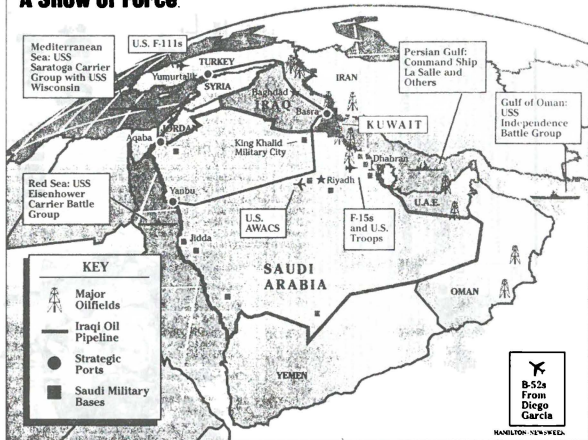 A Show of Force
Mediterranean
Sea: USS
Saratoga Carrier
Group with USS
Wisconsin
U.S. F-111s
Yumurtalik
TURKEY
SYRIA
Baghdad
IRAQ
IRAN
Basra
KUWAIT
Persian Gulf:
Command Ship
La Salle and
Others
Gulf of Oman:
USS
Independence
Battle Group
Aqaba
JORDAN
King Khalid
Military City
Dhahran
Red Sea: USS
Eisenhower
Carrier Battle
Group
Yanbu
Riyadh
U.S.
AWACS
F-15s
and U.S.
Troops
U.A.E.
Jidda
SAUDI
ARABIA
OMAN
YEMEN
KEY
Major
Oilfields
Iraqi Oil
Pipeline
Strategic
Ports
Saudi Military
Bases
B-52s
From
Diego
Garcia
HAMILTON-NEWSWEEK